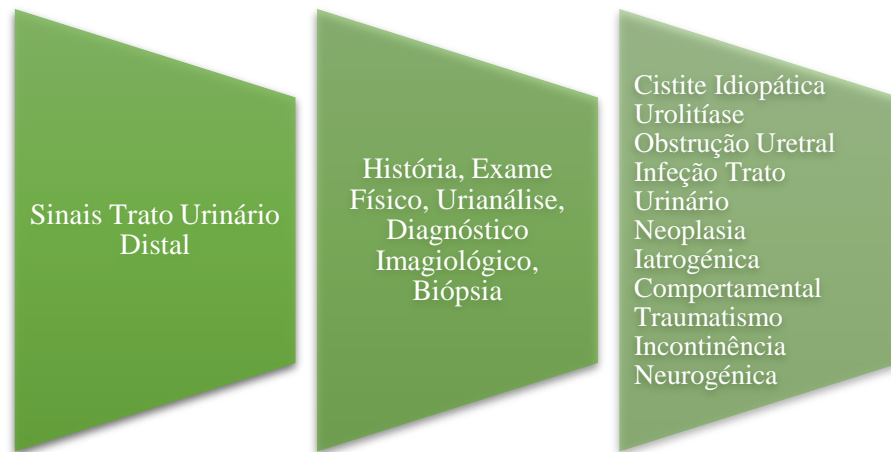 Sinais Trato Urinário
Distal
História, Exame
Físico, Urianálise,
Diagnóstico
Imagiológico,
Biópsia
Cistite Idiopática
Urolitíase
Obstrução Uretral
Infeção Trato
Urinário
Neoplasia
Iatrogénica
Comportamental
Traumatismo
Incontinência
Neurogénica